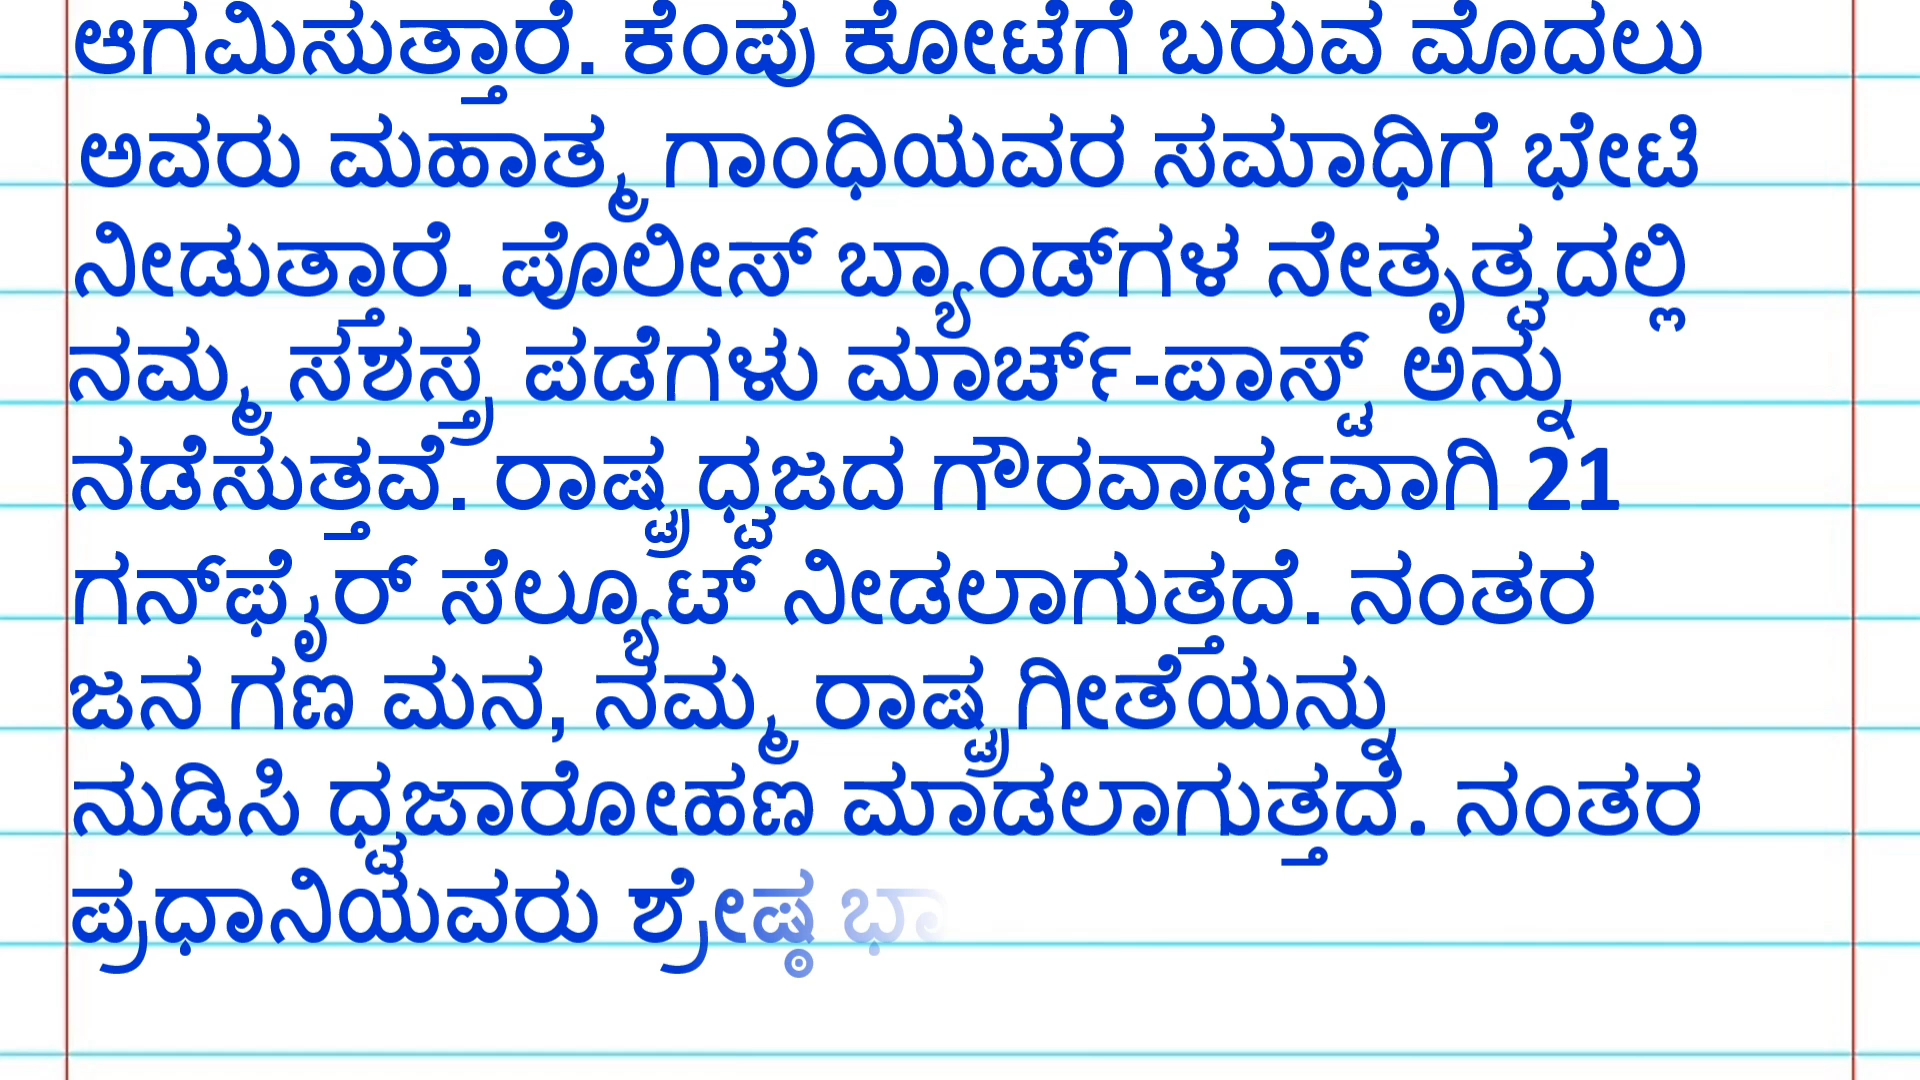 ಆಗಮಿಸುತ್ತಾರೆ. ಕೆಂಪು ಕೋಟೆಗೆ ಬರುವ ಮೊದಲು
ಅವರು ಮಹಾತ್ಮ ಗಾಂಧಿಯವರ ಸಮಾಧಿಗೆ ಭೇಟಿ
ನೀಡುತ್ತಾರೆ. ಪೊಲೀಸ್ ಬ್ಯಾಂಡ್‌ಗಳ ನೇತೃತ್ವದಲ್ಲಿ
ನಮ್ಮ ಸಶಸ್ತ್ರ ಪಡೆಗಳು ಮಾರ್ಚ್-ಪಾಸ್ಟ್ ಅನ್ನು
ನಡೆಸುತ್ತವೆ. ರಾಷ್ಟ್ರಧ್ವಜದ ಗೌರವಾರ್ಥವಾಗಿ 21
ಗನ್‌ಫೈರ್ ಸೆಲ್ಯೂಟ್ ನೀಡಲಾಗುತ್ತದೆ. ನಂತರ
ಜನ ಗಣ ಮನ, ನಮ್ಮ ರಾಷ್ಟ್ರಗೀತೆಯನ್ನು
ನುಡಿಸಿ ಧ್ವಜಾರೋಹಣ ಮಾಡಲಾಗುತ್ತದೆ. ನಂತರ
ಪ್ರಧಾನಿಯವರು ಶ್ರೇಷ್ಠ ಭಾ